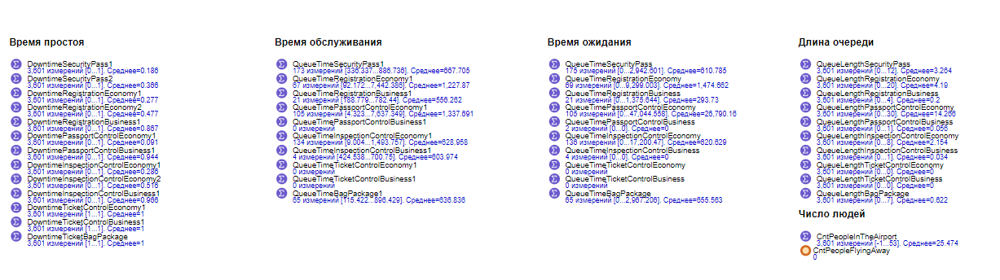 Время простоя
DowntimeSecurityPass1
3,601 измерений [0...1]. Среднее=0.186
DowntimeSecurityPass2
3,601 измерений [0...1]. Среднее=0.366
DowntimeRegistrationEconomy1
3,601 измерений [0...1]. Среднее=0.277
DowntimeRegistrationEconomy2
3,601 измерений [0...1]. Среднее=0.477
DowntimeRegistrationBusiness1
3,601 измерений [0...1]. Среднее=0.867
DowntimePassportControlEconomy1
3,601 измерений [0...1]. Среднее=0.091
DowntimePassportControlBusiness1
3,601 измерений [0...1]. Среднее=0.944
DowntimeInspectionControlEconomy1
3,601 измерений [0...1]. Среднее=0.286
DowntimeInspectionControlEconomy2
3,601 измерений [0...1]. Среднее=0.516
DowntimeInspectionControlBusiness1
3,601 измерений [0...1]. Среднее=0.966
DowntimeTicketControlEconomy1
3,601 измерений [1...1]. Среднее=1
DowntimeTicketControlBusiness1
3,601 измерений [1...1]. Среднее=1
DowntimeTicketBagPackage
3,601 измерений [1...1]. Среднее=1
Время обслуживания
QueueTimeSecurityPass1
173 измерений [336.337...886.736]. Среднее=667.705
QueueTimeRegistrationEconomy1
67 измерений [92.172...7,442.386]. Среднее=1,227.87
QueueTimeRegistrationBusiness1
21 измерений [188.779...782.44]. Среднее=556.262
QueueTimePassportControlEconomy1
105 измерений [4.323...7,637.349]. Среднее=1,337.691
QueueTimePassportControlBusiness1
0 измерений
QueueTimeInspectionControlEconomy1
134 измерений [9.004...1,493.757]. Среднее=628.958
QueueTimeInspectionControlBusiness1
4 измерений [424.538...700.75]. Среднее=603.974
QueueTimeTicketControlEconomy1
0 измерений
QueueTimeTicketControlBusiness1
0 измерений
QueueTimeBagPackage1
65 измерений [115.422...896.429]. Среднее=636.836
Время ожидания
QueueTimeSecurityPass
175 измерений [0...2,942.601]. Среднее=610.785
QueueTimeRegistrationEconomy
69 измерений [0...9,299.003]. Среднее=1,474.662
QueueTimeRegistrationBusiness
21 измерений [0...1,375.644]. Среднее=293.73
QueueTimePassportControlEconomy
105 измерений [0...47,044.558]. Среднее=26,790.16
QueueTimePassportControlBusiness
2 измерений [0...0]. Среднее=0
QueueTimeInspectionControlEconomy
136 измерений [0...17,200.47]. Среднее=620.629
QueueTimeInspectionControlBusiness
4 измерений [0...0]. Среднее=0
QueueTimeTicketControlEconomy
0 измерений
QueueTimeTicketControlBusiness
0 измерений
QueueTimeBagPackage
65 измерений [0...2,967.206]. Среднее=655.563
Длина очереди
QueueLengthSecurityPass
3,601 измерений [0...12]. Среднее=3.264
QueueLengthRegistrationEconomy
3,601 измерений [0...20]. Среднее=4.19
QueueLengthRegistrationBusiness
3,601 измерений [0...4]. Среднее=0.2
QueueLengthPassportControlEconomy
3,601 измерений [0...30]. Среднее=14.256
QueueLengthPassportControlBusiness
3,601 измерений [0...1]. Среднее=0.056
QueueLengthInspectionControlEconomy
3,601 измерений [0...8]. Среднее=2.154
QueueLengthInspectionControlBusiness
3,601 измерений [0...1]. Среднее=0.034
QueueLengthTicketControlEconomy
3,601 измерений [0...0]. Среднее=0
QueueLengthTicketControlBusiness
3,601 измерений [0...0]. Среднее=0
QueueLengthBagPackage
3,601 измерений [0...7]. Среднее=0.622
Число людей
CntPeopleInTheAirport
3,601 измерений [-1...53]. Среднее=25.474
CntPeopleFlyingAway
0